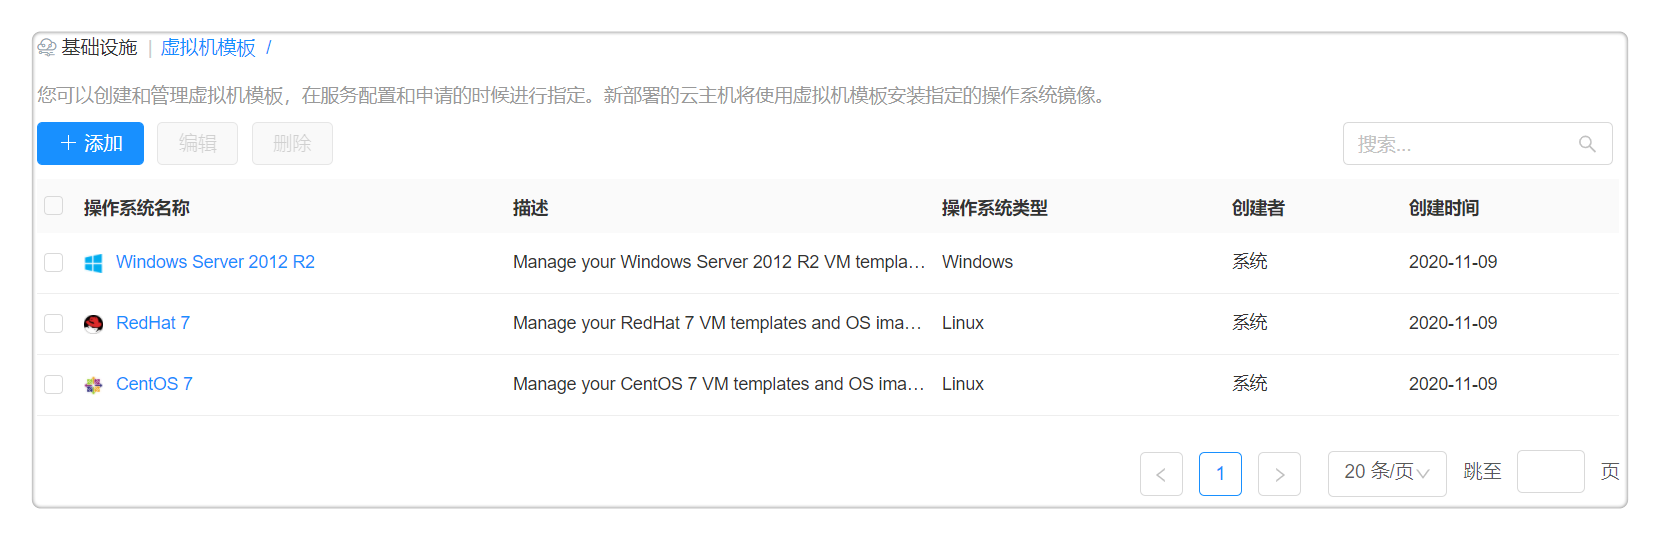 基础设施 | 虚拟机模板 /
您可以创建和管理虚拟机模板，在服务配置和申请的时候进行指定。新部署的云主机将使用虚拟机模板安装指定的操作系统镜像。
+ 添加 编辑 删除 搜索...
操作系统名称 描述 操作系统类型 创建者 创建时间
Windows Server 2012 R2 Manage your Windows Server 2012 R2 VM templa... Windows 系统 2020-11-09
RedHat 7 Manage your RedHat 7 VM templates and OS ima... Linux 系统 2020-11-09
CentOS 7 Manage your CentOS 7 VM templates and OS ima... Linux 系统 2020-11-09
< 1 > 20 条/页 跳至 页